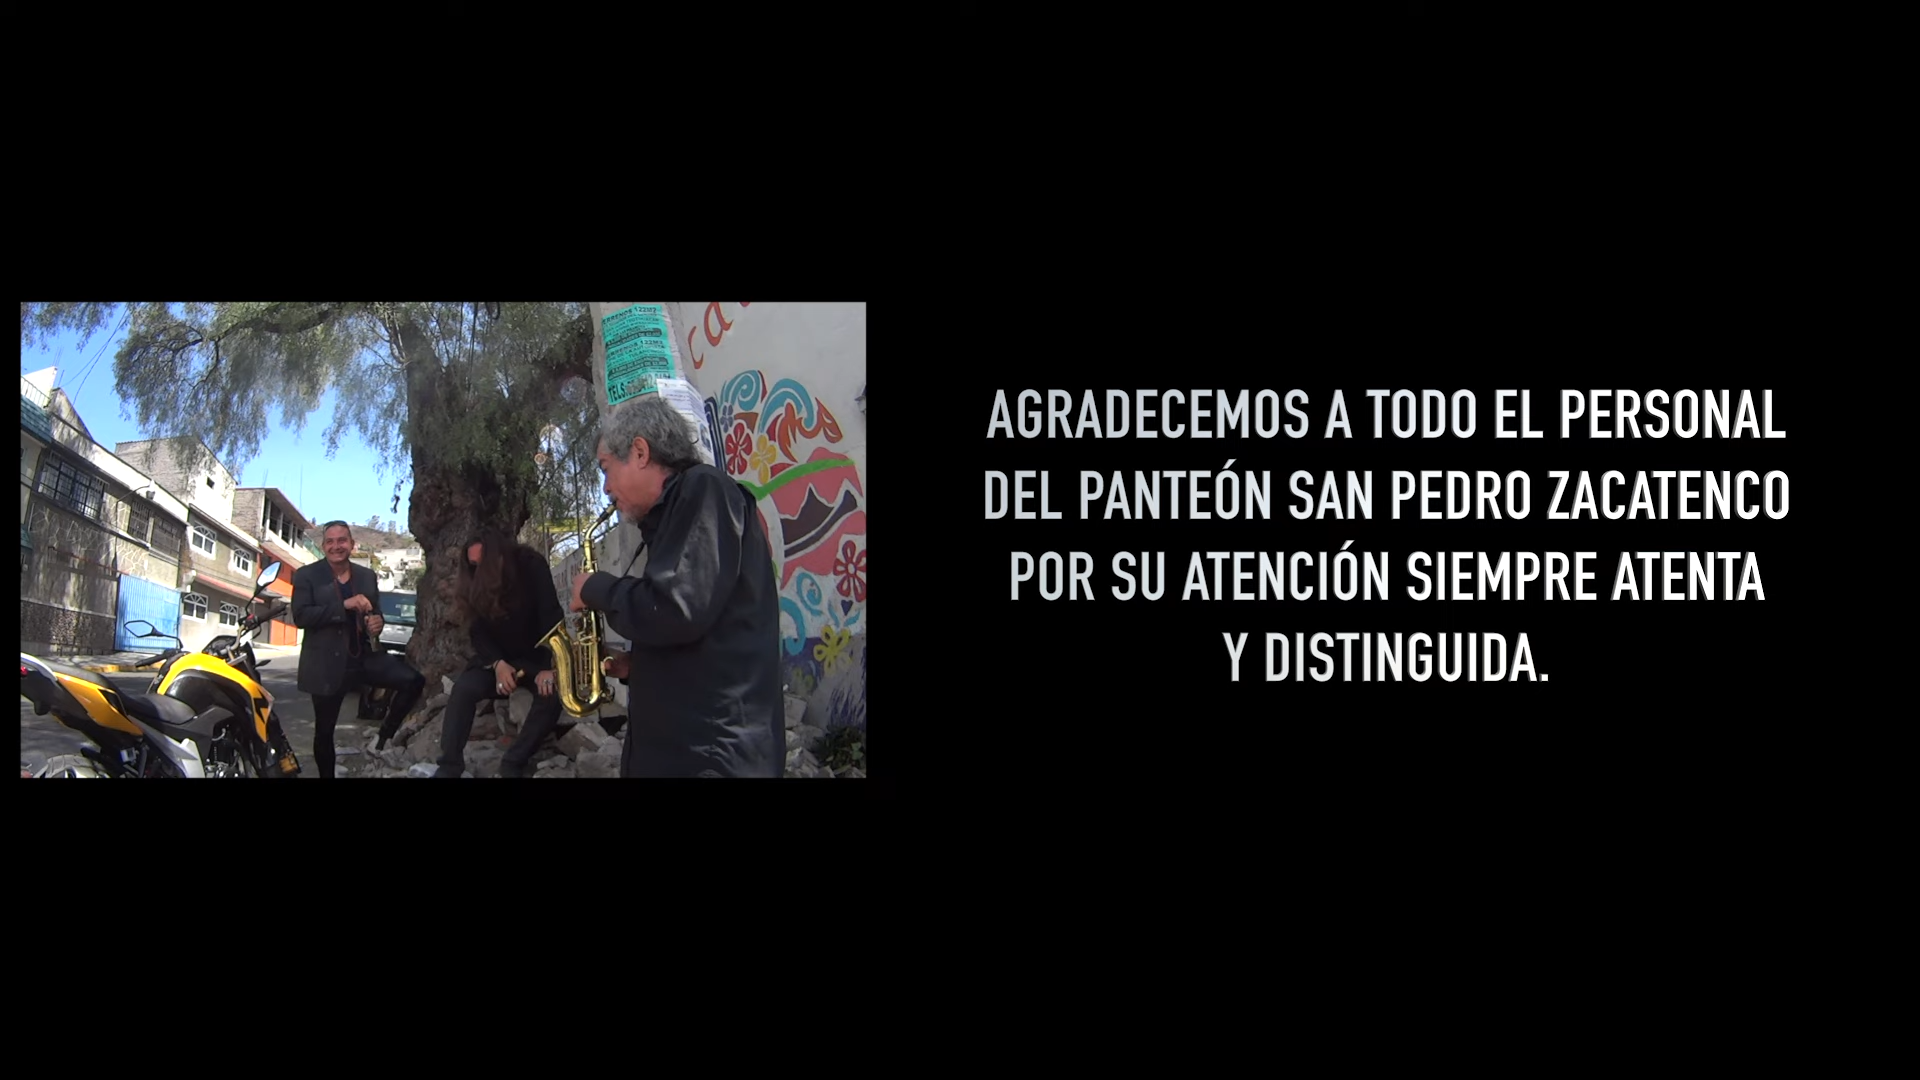 AGRADECEMOS A TODO EL PERSONAL
DEL PANTEÓN SAN PEDRO ZACATENCO
POR SU ATENCIÓN SIEMPRE ATENTA
Y DISTINGUIDA.